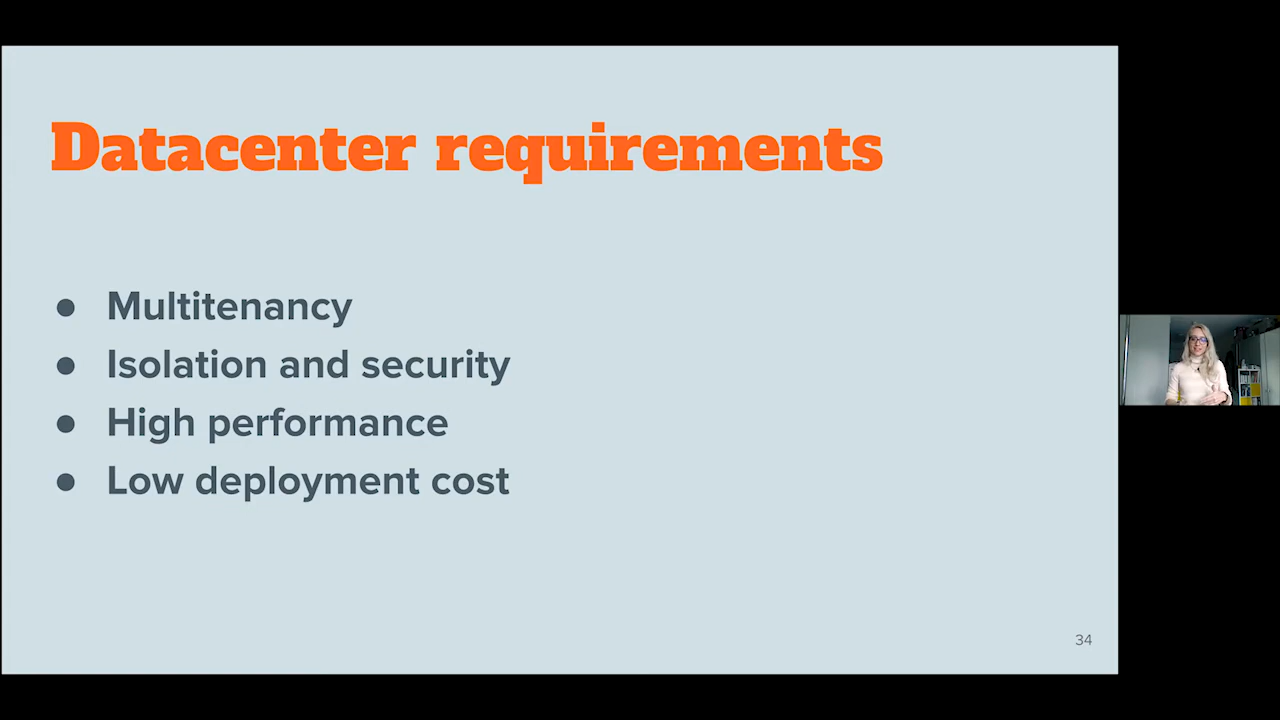 Datacenter requirements
● Multitenancy
● Isolation and security
● High performance
● Low deployment cost
34